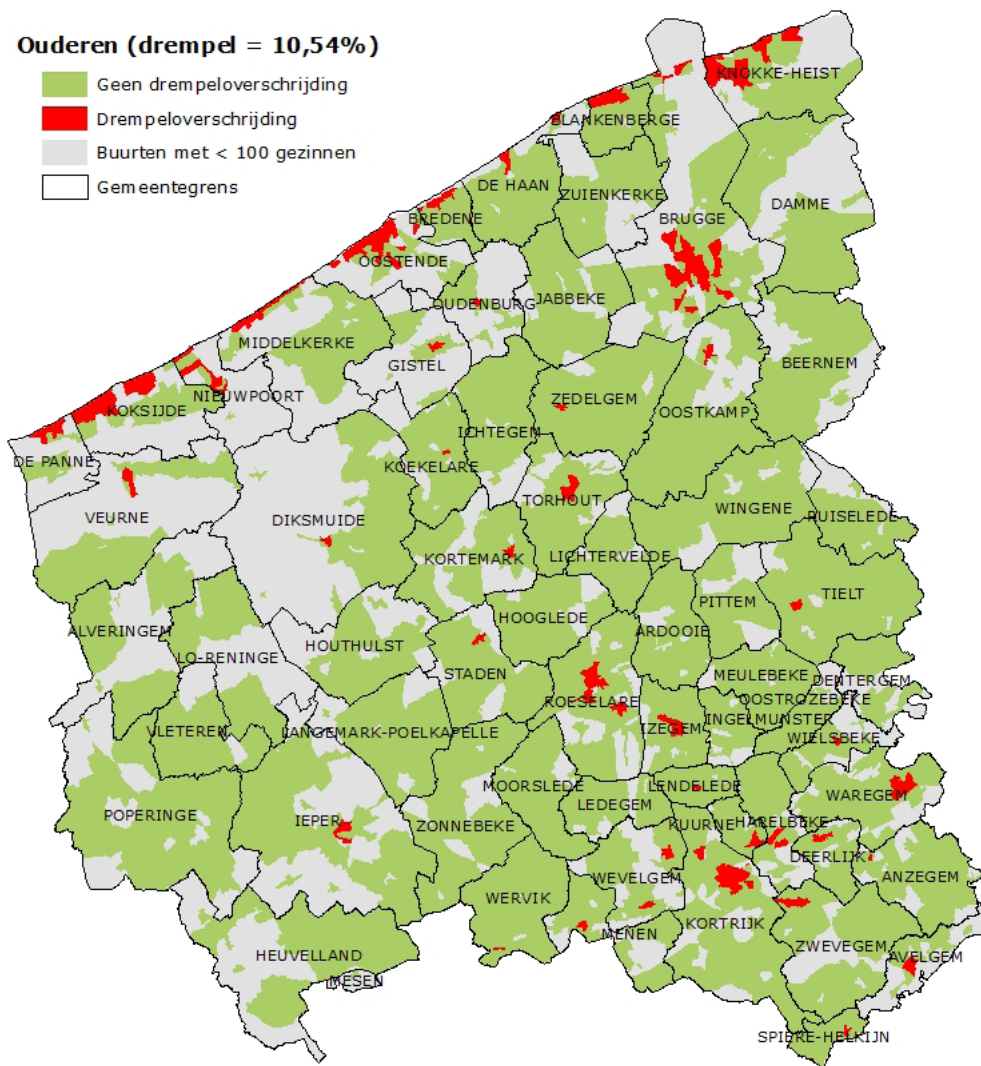 Ouderen (drempel = 10,54%)
Geen drempeloverschrijding
Drempeloverschrijding
Buurten met < 100 gezinnen
Gemeentegrens
KNOKKE-HEIST
BLANKENBERGE
DE HAAN
ZUIENKERKE
DAMME
BREDENE
BRUGGE
OOSTENDE
OUDENBURG
JABBEKE
MIDDELKERKE
GISTEL
BEERNEM
NIEUWPOORT
KOKSIJDE
ZEDELGEM
OOSTKAMP
ICHTEGEM
DE PANNE
KOEKELARE
TORHOUT
VEURNE
DIKSMUIDE
WINGENE
RUISELEDE
KORTEMARK
LICHTERVELDE
PITTEM
TIELT
HOOGLEDE
ALVERINGEM
ARDOOIE
HOUTHULST
LO-RENINGE
STADEN
MEULEBEKE
DENTERGEM
ROESELARE
OOSTROZEBEKE
INGELMUNSTER
VLETEREN
LANGEMARK-POELKAPELLE
IZEGEM
WIELSBEKE
MOORSLEDE
LENDELEDE
WAREGEM
POPERINGE
IEPER
LEDEGEM
ZONNEBEKE
KUURNE
HARELBEKE
DEERLIJK
ANZEGEM
WEVELGEM
WERVIK
KORTRIJK
MENEN
ZWEVEGEM
HEUVELLAND
AVELGEM
MESEN
SPIERE-HELKIJN